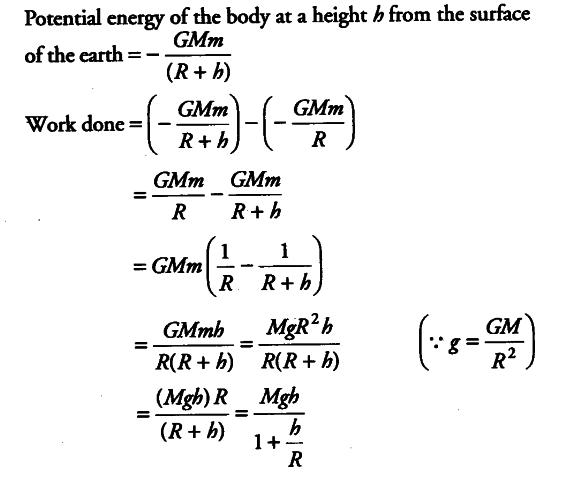 Potential energy of the body at a height h from the surface
of the earth = − GMm / (R + h)
Work done = (− GMm / R + h) − (− GMm / R)
= GMm / R − GMm / R + h
= GMm (1 / R − 1 / R + h)
= GMmh / R(R + h) = MgR² h / R(R + h) (∵ g = GM / R²)
= (Mgh) R / (R + h) = Mgh / 1 + h / R